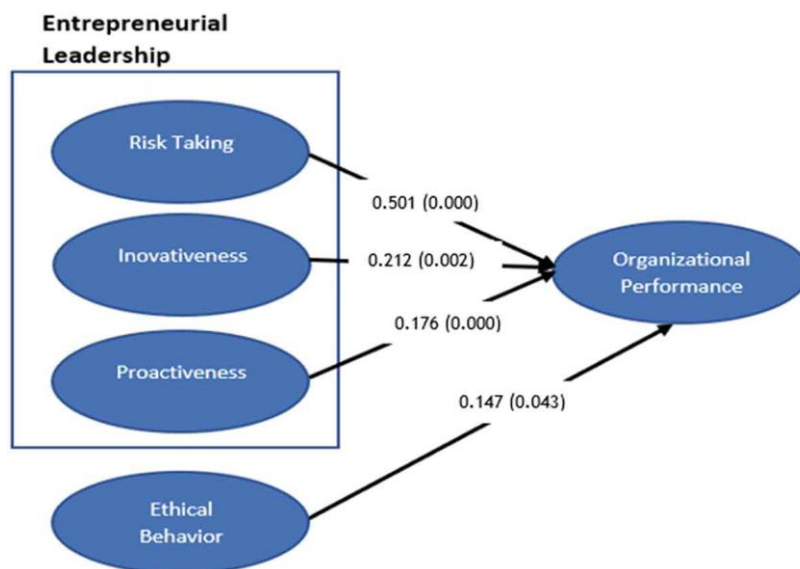 Entrepreneurial
Leadership
Risk Taking
0.501 (0.000)
Inovativeness
0.212 (0.002)
Organizational
Performance
0.176 (0.000)
Proactiveness
0.147 (0.043)
Ethical
Behavior